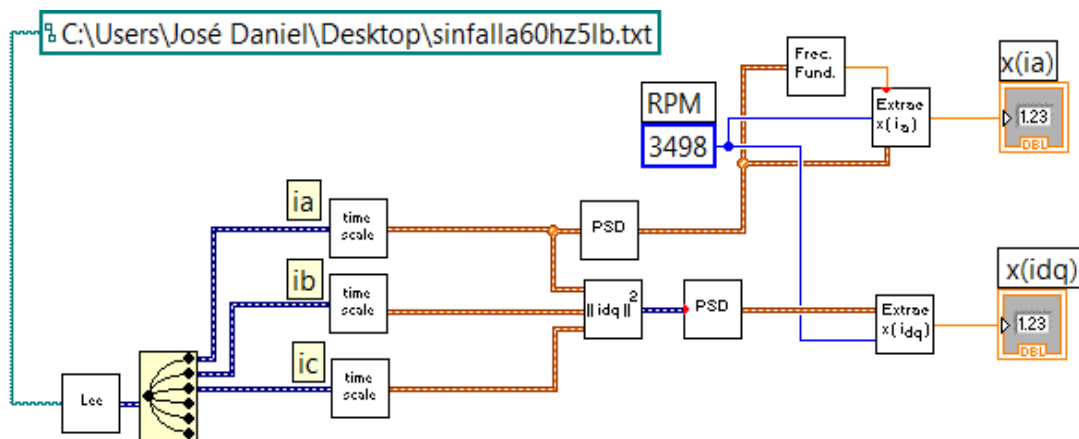 C:\Users\José Daniel\Desktop\sinfalla60hz5lb.txt
Frec.
Fund.
x(ia)
RPM
Extrae
x(ia)
1.23
DBL
3498
ia
time
scale
PSD
x(idq)
ib
time
scale
|| idq ||²
PSD
Extrae
x(idq)
1.23
DBL
ic
time
scale
Lee